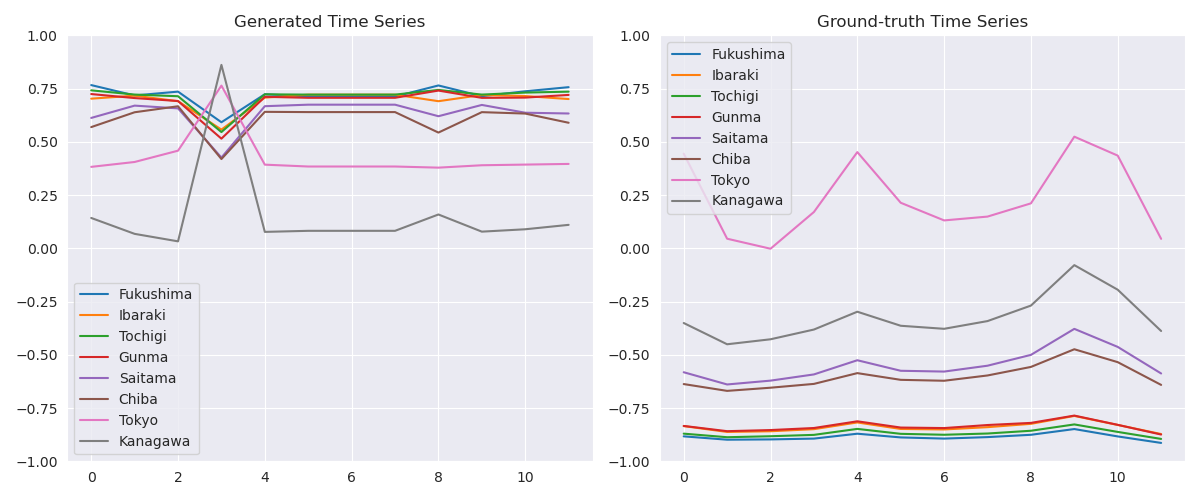 Generated Time Series
1.00
0.75
0.50
0.25
0.00
−0.25
−0.50
−0.75
−1.00
Fukushima
Ibaraki
Tochigi
Gunma
Saitama
Chiba
Tokyo
Kanagawa
0 2 4 6 8 10
Ground-truth Time Series
1.00
0.75
0.50
0.25
0.00
−0.25
−0.50
−0.75
−1.00
Fukushima
Ibaraki
Tochigi
Gunma
Saitama
Chiba
Tokyo
Kanagawa
0 2 4 6 8 10